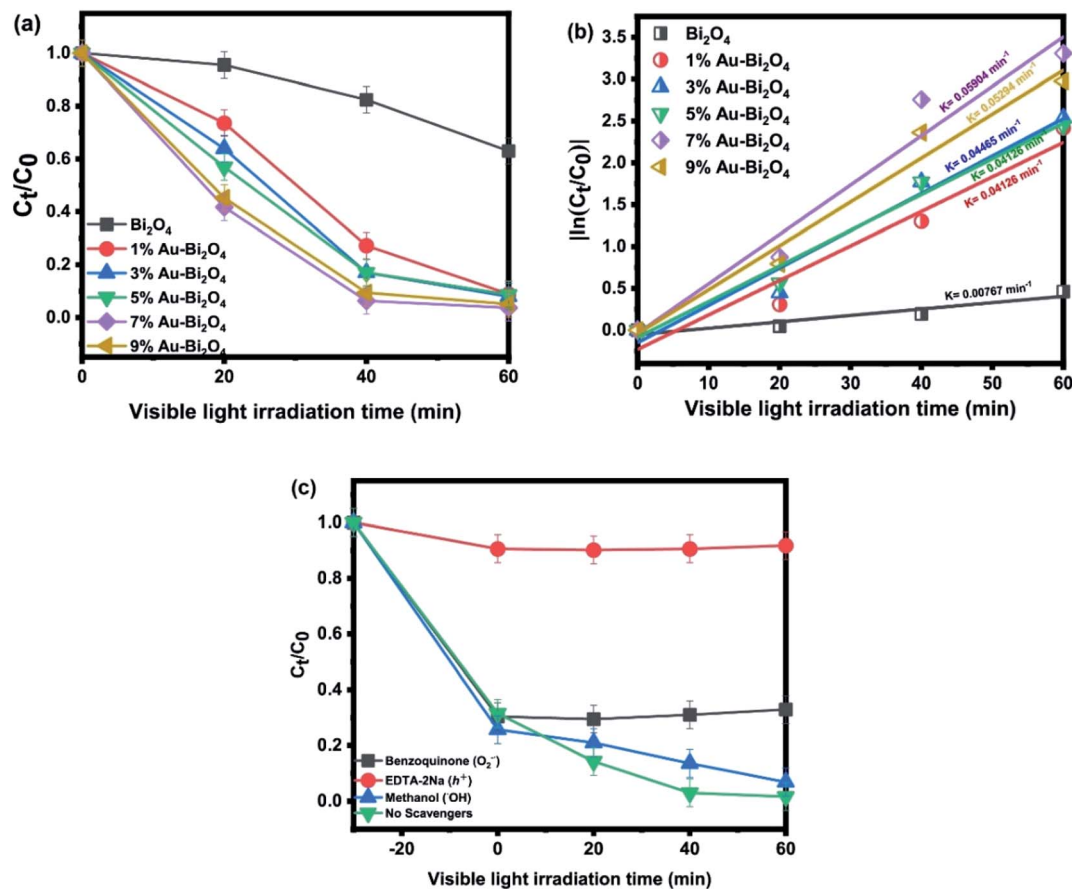 (a)
1.0
0.8
0.6
0.4
0.2
0.0
Cₜ/C₀
Bi₂O₄
1% Au-Bi₂O₄
3% Au-Bi₂O₄
5% Au-Bi₂O₄
7% Au-Bi₂O₄
9% Au-Bi₂O₄
0 20 40 60
Visible light irradiation time (min)
(b)
3.5
3.0
2.5
2.0
1.5
1.0
0.5
0.0
|ln(Cₜ/C₀)|
Bi₂O₄
1% Au-Bi₂O₄
3% Au-Bi₂O₄
5% Au-Bi₂O₄
7% Au-Bi₂O₄
9% Au-Bi₂O₄
K= 0.05904 min⁻¹
K= 0.05294 min⁻¹
K= 0.04465 min⁻¹
K= 0.04126 min⁻¹
K= 0.04126 min⁻¹
K= 0.00767 min⁻¹
0 10 20 30 40 50 60
Visible light irradiation time (min)
(c)
1.0
0.8
0.6
0.4
0.2
0.0
Cₜ/C₀
Benzoquinone (O₂⁻)
EDTA-2Na (h⁺)
Methanol (˙OH)
No Scavengers
-20 0 20 40 60
Visible light irradiation time (min)